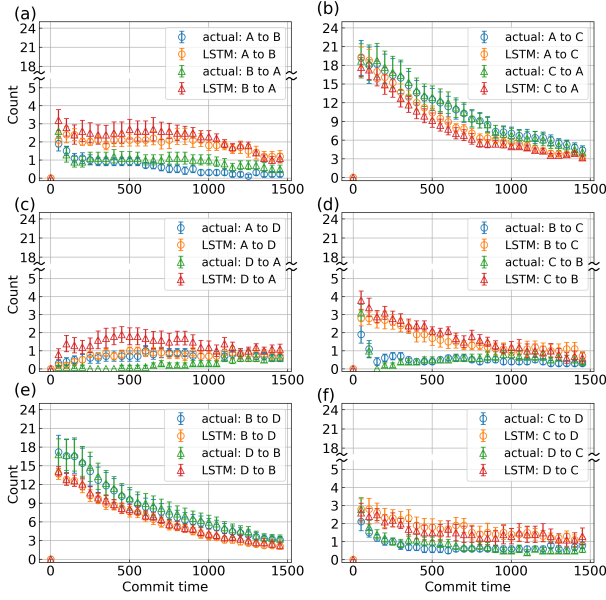 (a)
24
21
18
5
4
3
2
1
0
Count
actual: A to B
LSTM: A to B
actual: B to A
LSTM: B to A
0
500
1000
1500
(b)
24
21
18
15
12
9
6
3
0
actual: A to C
LSTM: A to C
actual: C to A
LSTM: C to A
0
500
1000
1500
(c)
24
21
18
5
4
3
2
1
0
Count
actual: A to D
LSTM: A to D
actual: D to A
LSTM: D to A
0
500
1000
1500
(d)
24
21
18
5
4
3
2
1
0
actual: B to C
LSTM: B to C
actual: C to B
LSTM: C to B
0
500
1000
1500
(e)
24
21
18
15
12
9
6
3
0
Count
actual: B to D
LSTM: B to D
actual: D to B
LSTM: D to B
0
500
1000
1500
Commit time
(f)
24
21
18
5
4
3
2
1
0
actual: C to D
LSTM: C to D
actual: D to C
LSTM: D to C
0
500
1000
1500
Commit time